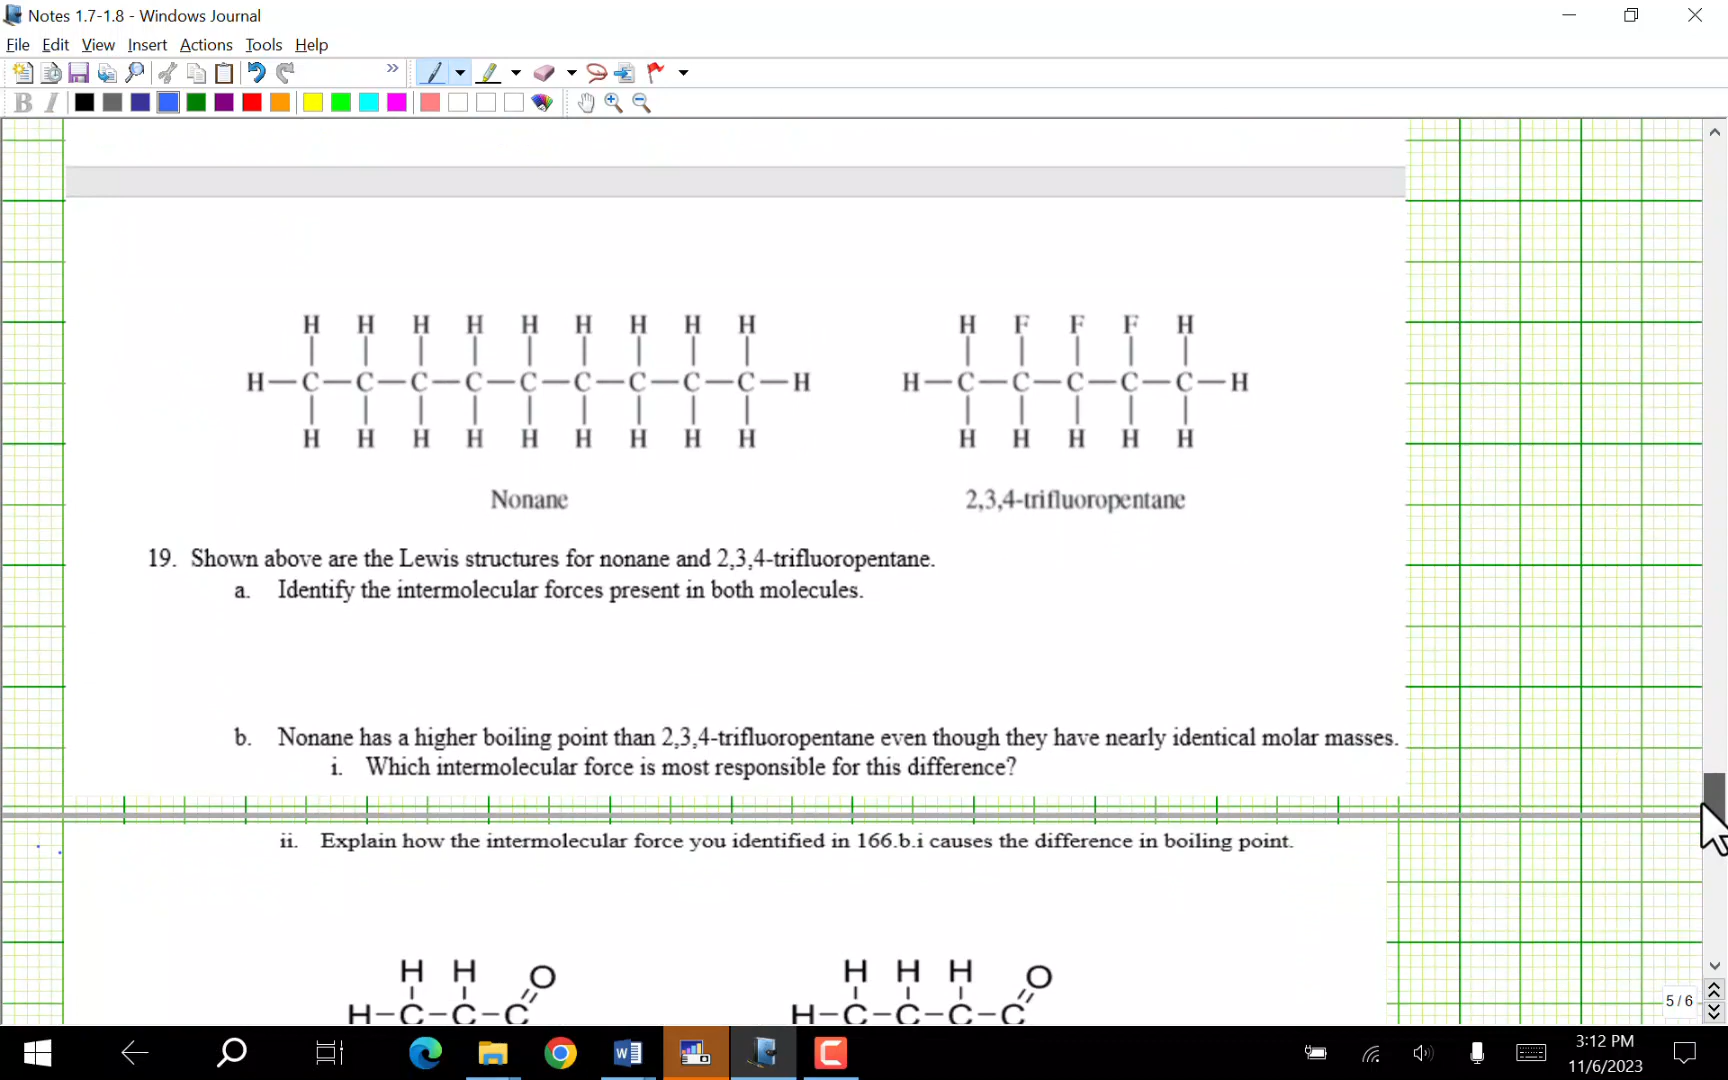 Notes 1.7-1.8 - Windows Journal
File Edit View Insert Actions Tools Help
»
B I
H H H H H H H H H
H—C—C—C—C—C—C—C—C—C—H
H H H H H H H H H
Nonane
H F F F H
H—C—C—C—C—C—H
H H H H H
2,3,4-trifluoropentane
19. Shown above are the Lewis structures for nonane and 2,3,4-trifluoropentane.
a. Identify the intermolecular forces present in both molecules.
b. Nonane has a higher boiling point than 2,3,4-trifluoropentane even though they have nearly identical molar masses.
i. Which intermolecular force is most responsible for this difference?
ii. Explain how the intermolecular force you identified in 166.b.i causes the difference in boiling point.
H H O
H–C–C–C
H H H O
H–C–C–C–C
5 / 6
3:12 PM
11/6/2023